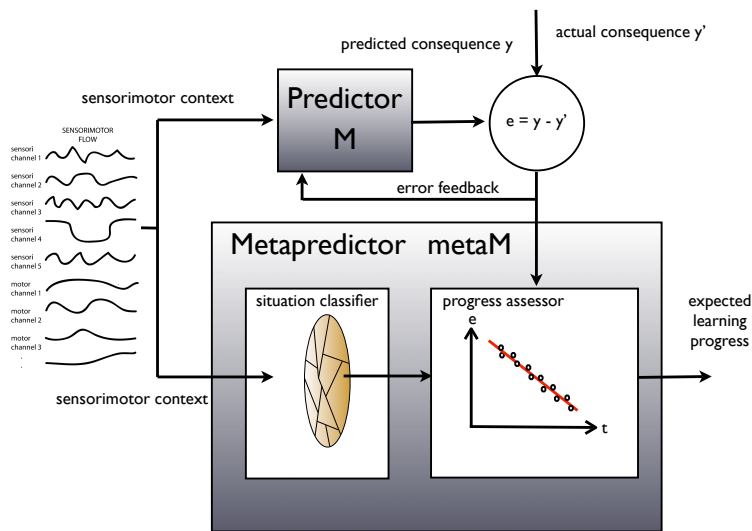 predicted consequence y
actual consequence y'
sensorimotor context
Predictor
M
e = y - y'
error feedback
SENSORIMOTOR
FLOW
sensori
channel 1
sensori
channel 2
sensori
channel 3
sensori
channel 4
sensori
channel 5
motor
channel 1
motor
channel 2
motor
channel 3
.
.
sensorimotor context
Metapredictor metaM
situation classifier
progress assessor
e
t
expected
learning
progress